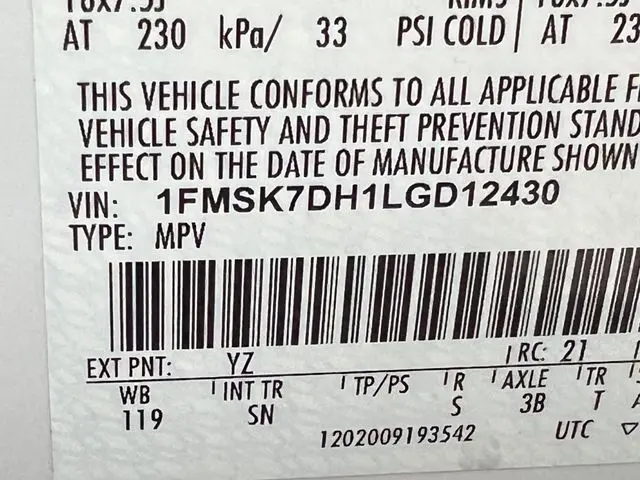 AT 230 kPa/ 33 PSI COLD AT 23
THIS VEHICLE CONFORMS TO ALL APPLICABLE F
VEHICLE SAFETY AND THEFT PREVENTION STAND
EFFECT ON THE DATE OF MANUFACTURE SHOWN
VIN: 1FMSK7DH1LGD12430
TYPE: MPV
EXT PNT: YZ RC: 21
WB INT TR TP/PS R AXLE TR
119 SN S 3B T
1202009193542 UTC